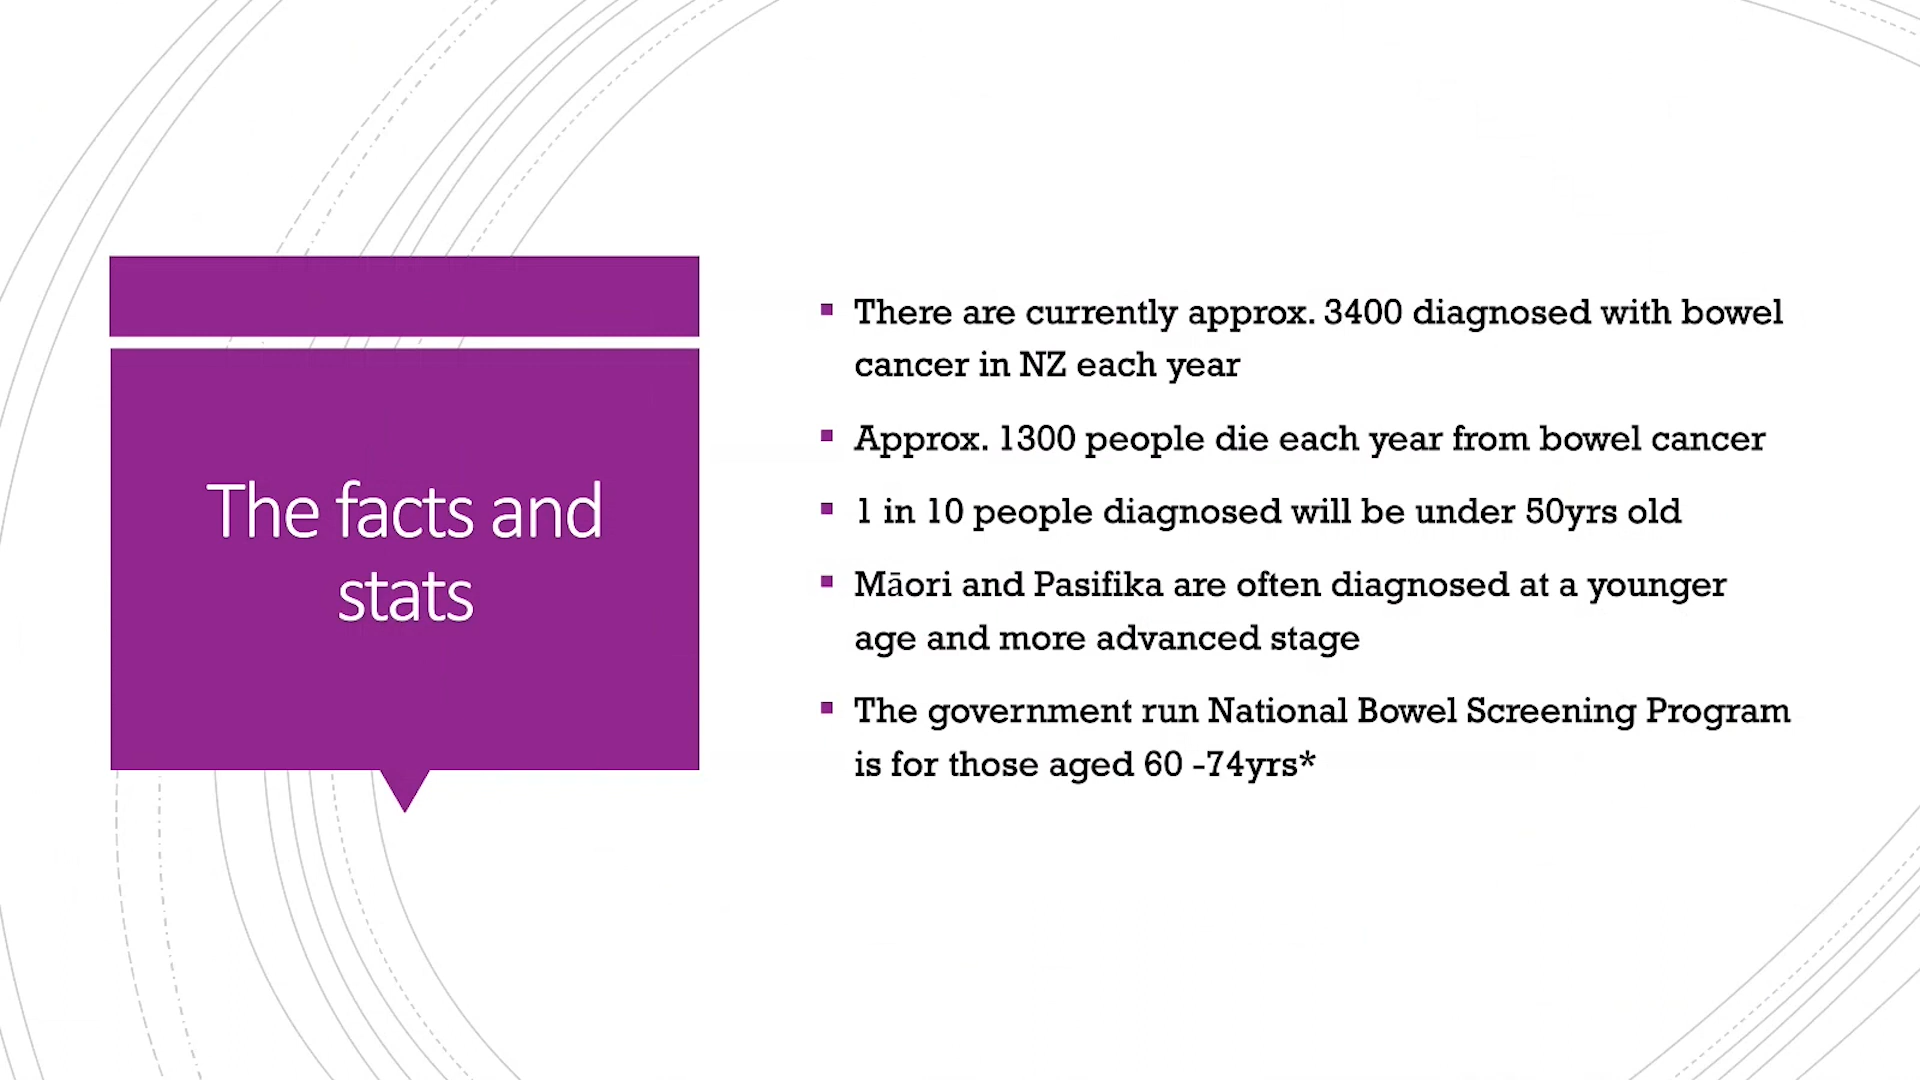 The facts and
stats
There are currently approx. 3400 diagnosed with bowel
cancer in NZ each year
Approx. 1300 people die each year from bowel cancer
1 in 10 people diagnosed will be under 50yrs old
Māori and Pasifika are often diagnosed at a younger
age and more advanced stage
The government run National Bowel Screening Program
is for those aged 60 -74yrs*